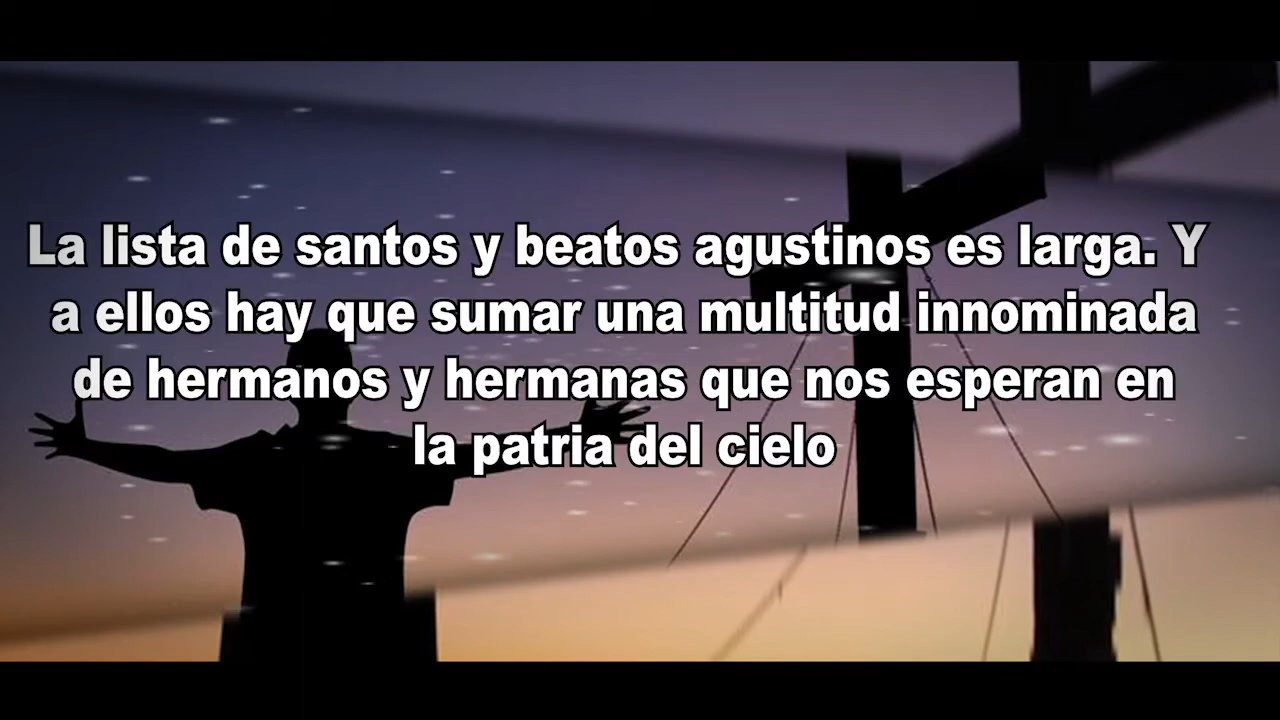 La lista de santos y beatos agustinos es larga. Y
a ellos hay que sumar una multitud innominada
de hermanos y hermanas que nos esperan en
la patria del cielo